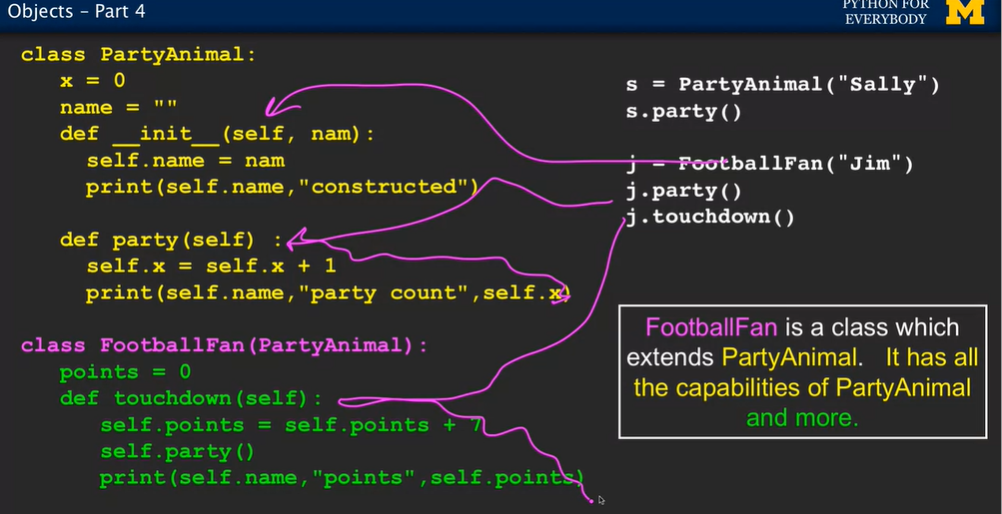 Objects – Part 4
PYTHON FOR
EVERYBODY
M
class PartyAnimal:
   x = 0
   name = ""
   def __init__(self, nam):
     self.name = nam
     print(self.name,"constructed")
   def party(self) :
     self.x = self.x + 1
     print(self.name,"party count",self.x)
class FootballFan(PartyAnimal):
   points = 0
   def touchdown(self):
      self.points = self.points + 7
      self.party()
      print(self.name,"points",self.points)
s = PartyAnimal("Sally")
s.party()
j = FootballFan("Jim")
j.party()
j.touchdown()
FootballFan is a class which
extends PartyAnimal.   It has all
the capabilities of PartyAnimal
and more.